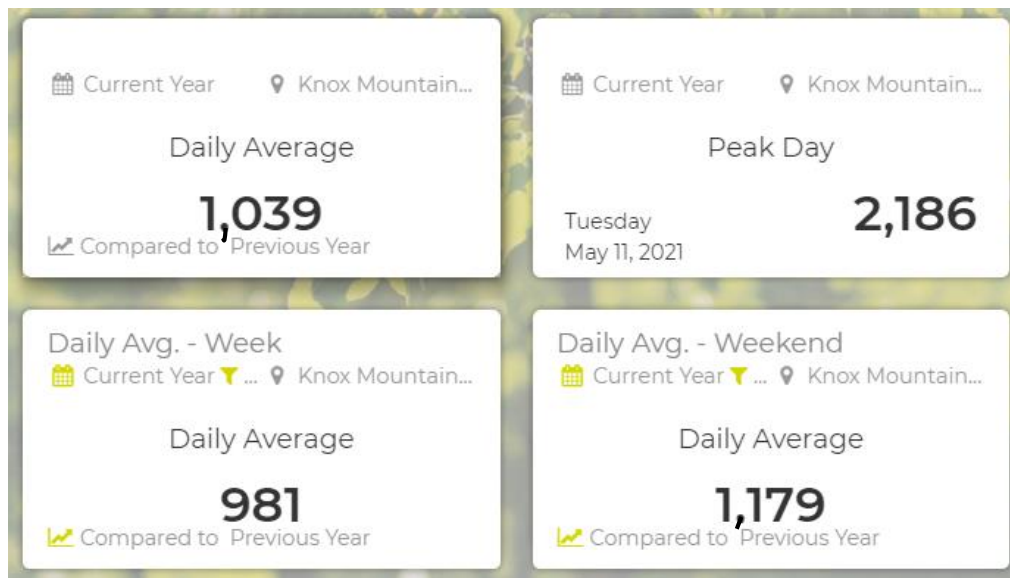 Current Year Knox Mountain...
Daily Average
1,039
Compared to Previous Year
Current Year Knox Mountain...
Peak Day
Tuesday
May 11, 2021
2,186
Daily Avg. - Week
Current Year ... Knox Mountain...
Daily Average
981
Compared to Previous Year
Daily Avg. - Weekend
Current Year ... Knox Mountain...
Daily Average
1,179
Compared to Previous Year